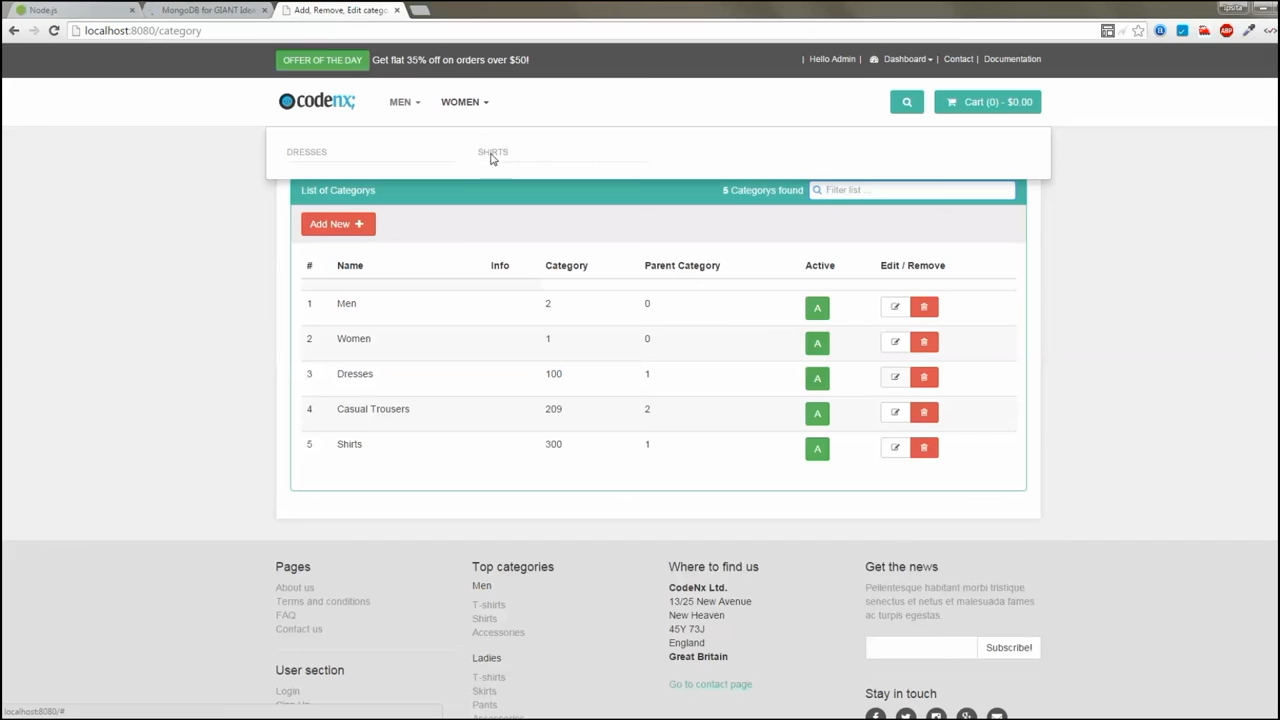 Node.js
MongoDB for GIANT Idea
Add, Remove, Edit catego
Ipsita
localhost:8080/category
OFFER OF THE DAY Get flat 35% off on orders over $50!
| Hello Admin | Dashboard | Contact | Documentation
codenx;
MEN WOMEN
Cart (0) - $0.00
DRESSES SHIRTS
List of Categorys 5 Categorys found Filter list ...
Add New +
# Name Info Category Parent Category Active Edit / Remove
1 Men 2 0 A
2 Women 1 0 A
3 Dresses 100 1 A
4 Casual Trousers 209 2 A
5 Shirts 300 1 A
Pages
About us
Terms and conditions
FAQ
Contact us
User section
Login
Sign Up
Top categories
Men
T-shirts
Shirts
Accessories
Ladies
T-shirts
Skirts
Pants
Accessories
Where to find us
CodeNx Ltd.
13/25 New Avenue
New Heaven
45Y 73J
England
Great Britain
Go to contact page
Get the news
Pellentesque habitant morbi tristique
senectus et netus et malesuada fames
ac turpis egestas.
Subscribe!
Stay in touch
localhost:8080/#